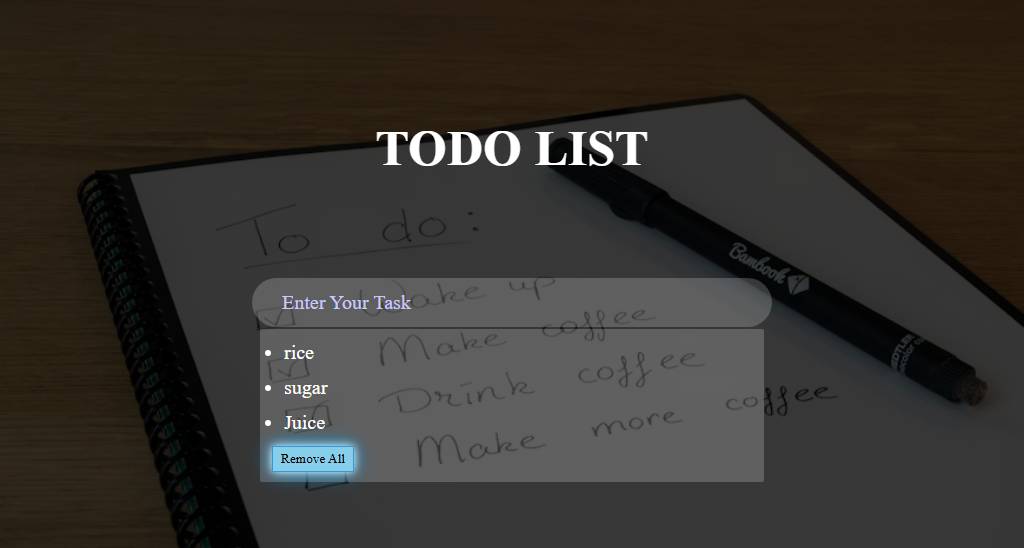 TODO LIST
To do:
Bambook
Wake up
Enter Your Task
Make coffee
rice
Drink coffee
sugar
Make more coffee
Juice
Remove All